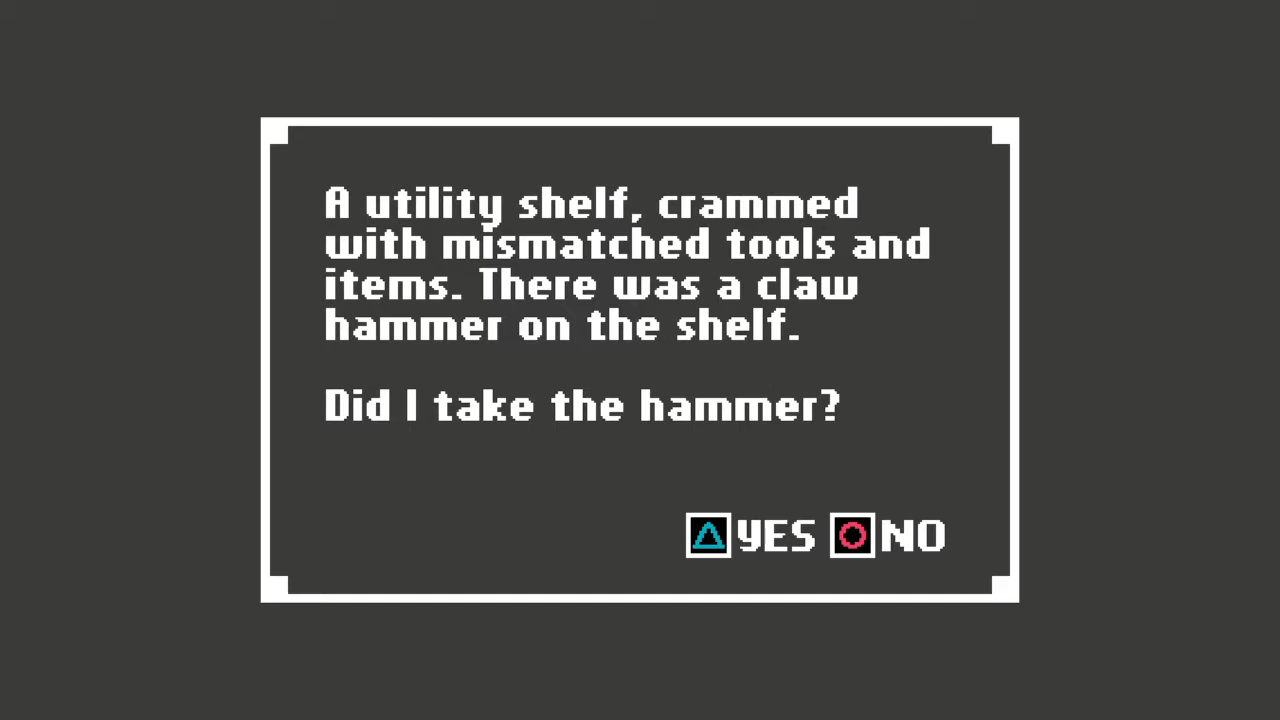 A utility shelf, crammed
with mismatched tools and
items. There was a claw
hammer on the shelf.
Did I take the hammer?
YES NO